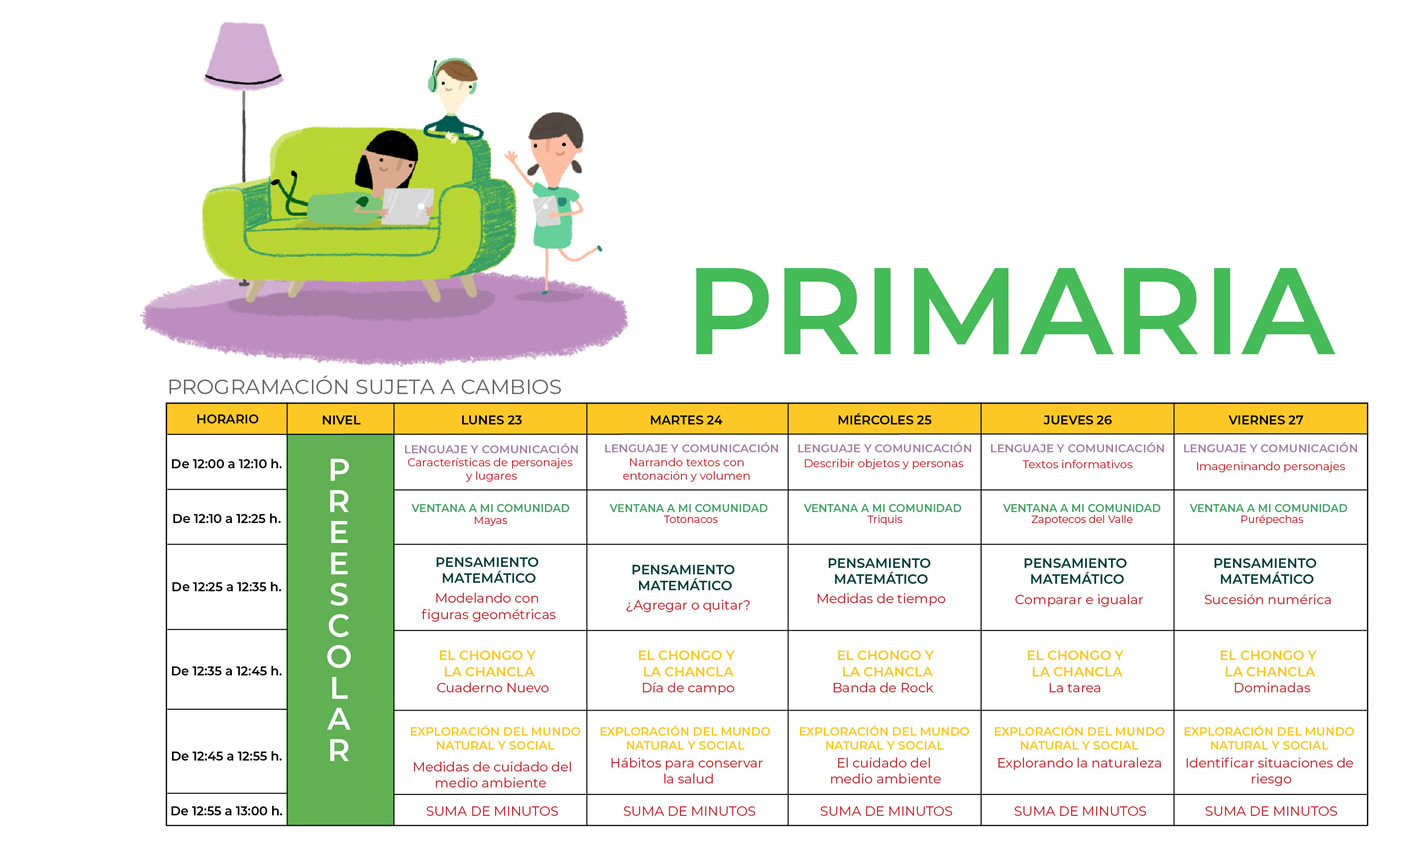 PRIMARIA
PROGRAMACIÓN SUJETA A CAMBIOS
HORARIO NIVEL LUNES 23 MARTES 24 MIÉRCOLES 25 JUEVES 26 VIERNES 27
PREESCOLAR
De 12:00 a 12:10 h.
LENGUAJE Y COMUNICACIÓN
Características de personajes
y lugares
LENGUAJE Y COMUNICACIÓN
Narrando textos con
entonación y volumen
LENGUAJE Y COMUNICACIÓN
Describir objetos y personas
LENGUAJE Y COMUNICACIÓN
Textos informativos
LENGUAJE Y COMUNICACIÓN
Imageninando personajes
De 12:10 a 12:25 h.
VENTANA A MI COMUNIDAD
Mayas
VENTANA A MI COMUNIDAD
Totonacos
VENTANA A MI COMUNIDAD
Triquis
VENTANA A MI COMUNIDAD
Zapotecos del Valle
VENTANA A MI COMUNIDAD
Purépechas
De 12:25 a 12:35 h.
PENSAMIENTO
MATEMÁTICO
Modelando con
figuras geométricas
PENSAMIENTO
MATEMÁTICO
¿Agregar o quitar?
PENSAMIENTO
MATEMÁTICO
Medidas de tiempo
PENSAMIENTO
MATEMÁTICO
Comparar e igualar
PENSAMIENTO
MATEMÁTICO
Sucesión numérica
De 12:35 a 12:45 h.
EL CHONGO Y
LA CHANCLA
Cuaderno Nuevo
EL CHONGO Y
LA CHANCLA
Día de campo
EL CHONGO Y
LA CHANCLA
Banda de Rock
EL CHONGO Y
LA CHANCLA
La tarea
EL CHONGO Y
LA CHANCLA
Dominadas
De 12:45 a 12:55 h.
EXPLORACIÓN DEL MUNDO
NATURAL Y SOCIAL
Medidas de cuidado del
medio ambiente
EXPLORACIÓN DEL MUNDO
NATURAL Y SOCIAL
Hábitos para conservar
la salud
EXPLORACIÓN DEL MUNDO
NATURAL Y SOCIAL
El cuidado del
medio ambiente
EXPLORACIÓN DEL MUNDO
NATURAL Y SOCIAL
Explorando la naturaleza
EXPLORACIÓN DEL MUNDO
NATURAL Y SOCIAL
Identificar situaciones de
riesgo
De 12:55 a 13:00 h.
SUMA DE MINUTOS
SUMA DE MINUTOS
SUMA DE MINUTOS
SUMA DE MINUTOS
SUMA DE MINUTOS